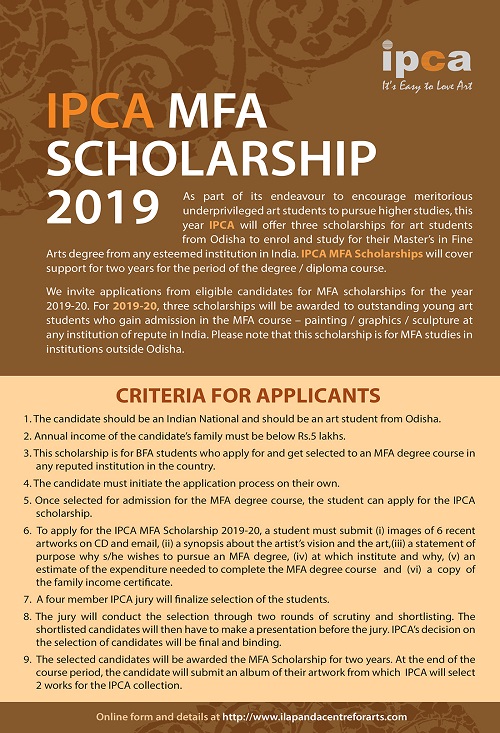 ipca
It's Easy to Love Art
IPCA MFA
SCHOLARSHIP
2019
As part of its endeavour to encourage meritorious
underprivileged art students to pursue higher studies, this
year IPCA will offer three scholarships for art students
from Odisha to enrol and study for their Master's in Fine
Arts degree from any esteemed institution in India. IPCA MFA Scholarships will cover
support for two years for the period of the degree / diploma course.
We invite applications from eligible candidates for MFA scholarships for the year
2019-20. For 2019-20, three scholarships will be awarded to outstanding young art
students who gain admission in the MFA course – painting / graphics / sculpture at
any institution of repute in India. Please note that this scholarship is for MFA studies in
institutions outside Odisha.
CRITERIA FOR APPLICANTS
1. The candidate should be an Indian National and should be an art student from Odisha.
2. Annual income of the candidate's family must be below Rs.5 lakhs.
3. This scholarship is for BFA students who apply for and get selected to an MFA degree course in
any reputed institution in the country.
4. The candidate must initiate the application process on their own.
5. Once selected for admission for the MFA degree course, the student can apply for the IPCA
scholarship.
6. To apply for the IPCA MFA Scholarship 2019-20, a student must submit (i) images of 6 recent
artworks on CD and email, (ii) a synopsis about the artist's vision and the art,(iii) a statement of
purpose why s/he wishes to pursue an MFA degree, (iv) at which institute and why, (v) an
estimate of the expenditure needed to complete the MFA degree course and (vi) a copy of
the family income certificate.
7. A four member IPCA jury will finalize selection of the students.
8. The jury will conduct the selection through two rounds of scrutiny and shortlisting. The
shortlisted candidates will then have to make a presentation before the jury. IPCA's decision on
the selection of candidates will be final and binding.
9. The selected candidates will be awarded the MFA Scholarship for two years. At the end of the
course period, the candidate will submit an album of their artwork from which IPCA will select
2 works for the IPCA collection.
Online form and details at http://www.ilapandacentreforarts.com